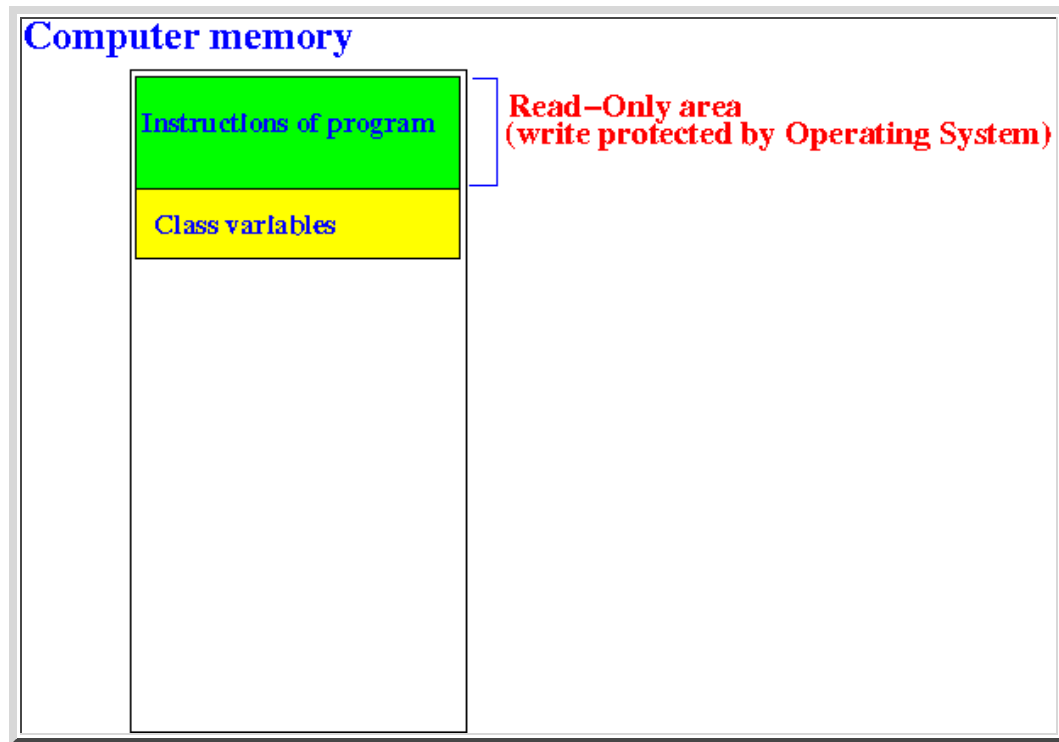 Computer memory
Instructions of program
Read–Only area
(write protected by Operating System)
Class variables